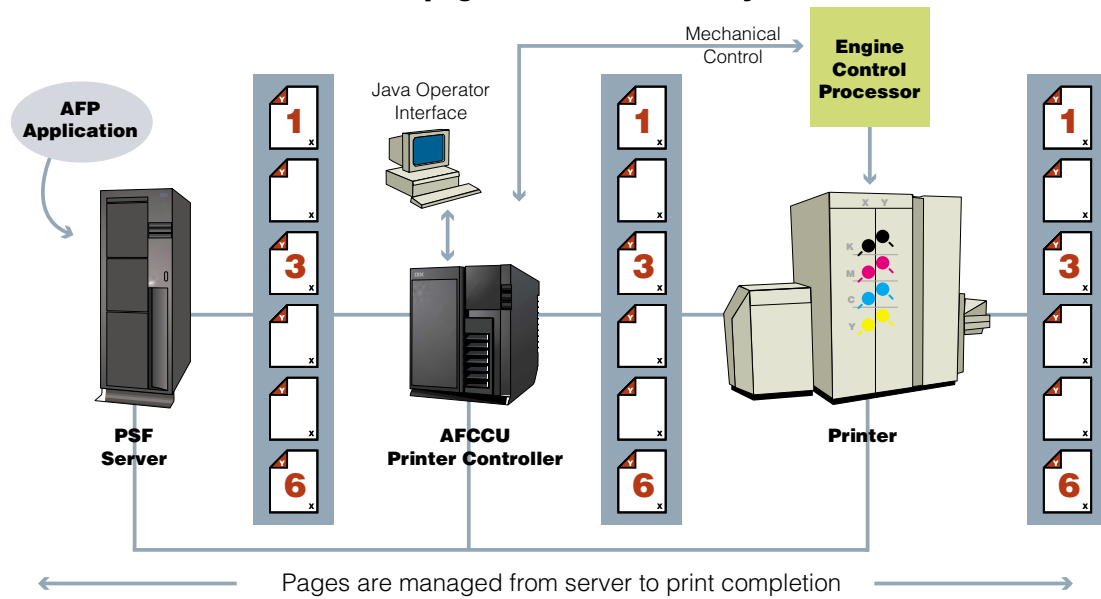 Mechanical
Control
Engine
Control
Processor
AFP
Application
Java Operator
Interface
Y
1
x
Y
x
Y
3
x
Y
x
Y
x
Y
6
x
Y
1
x
Y
x
Y
3
x
Y
x
Y
x
Y
6
x
Y
1
x
Y
x
Y
3
x
Y
x
Y
x
Y
6
x
IBM
X Y
K
M
C
Y
PSF
Server
AFCCU
Printer Controller
Printer
Pages are managed from server to print completion